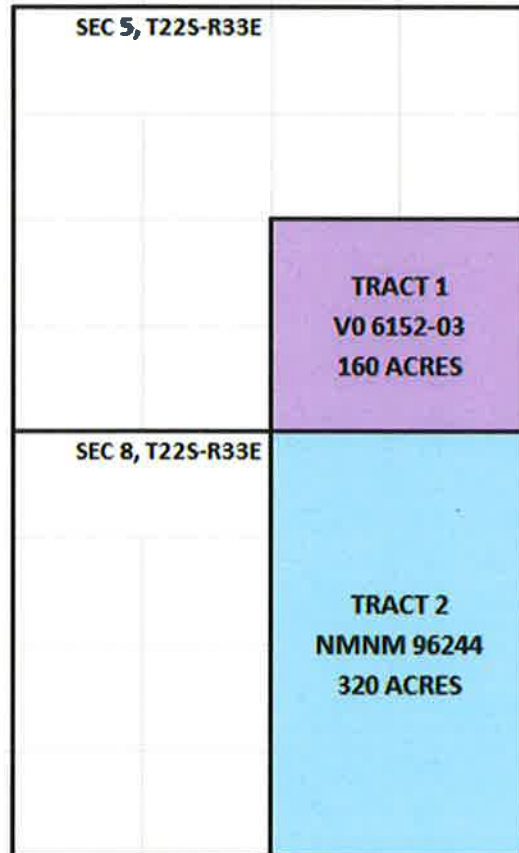 SEC 5, T22S-R33E
TRACT 1
V0 6152-03
160 ACRES
SEC 8, T22S-R33E
TRACT 2
NMNM 96244
320 ACRES